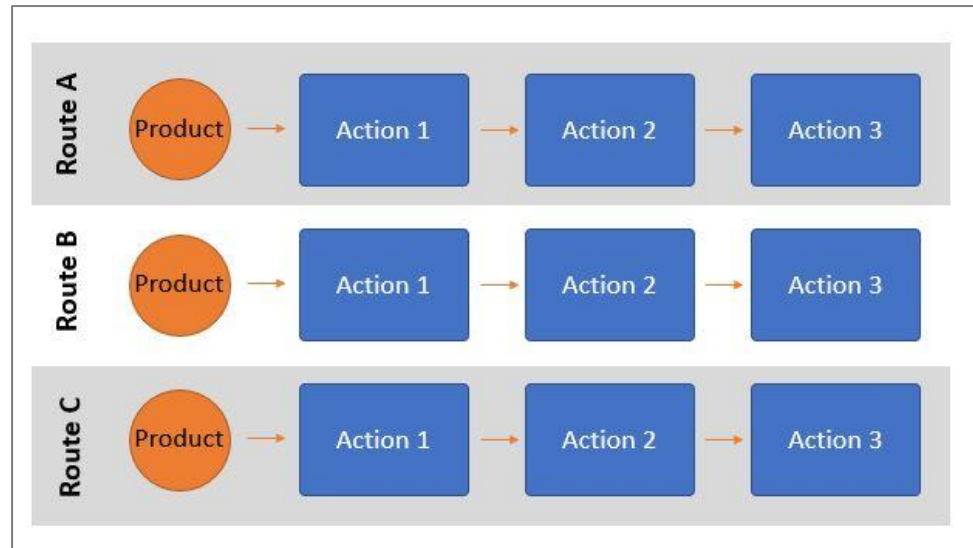 Route A
Product
Action 1
Action 2
Action 3
Route B
Product
Action 1
Action 2
Action 3
Route C
Product
Action 1
Action 2
Action 3